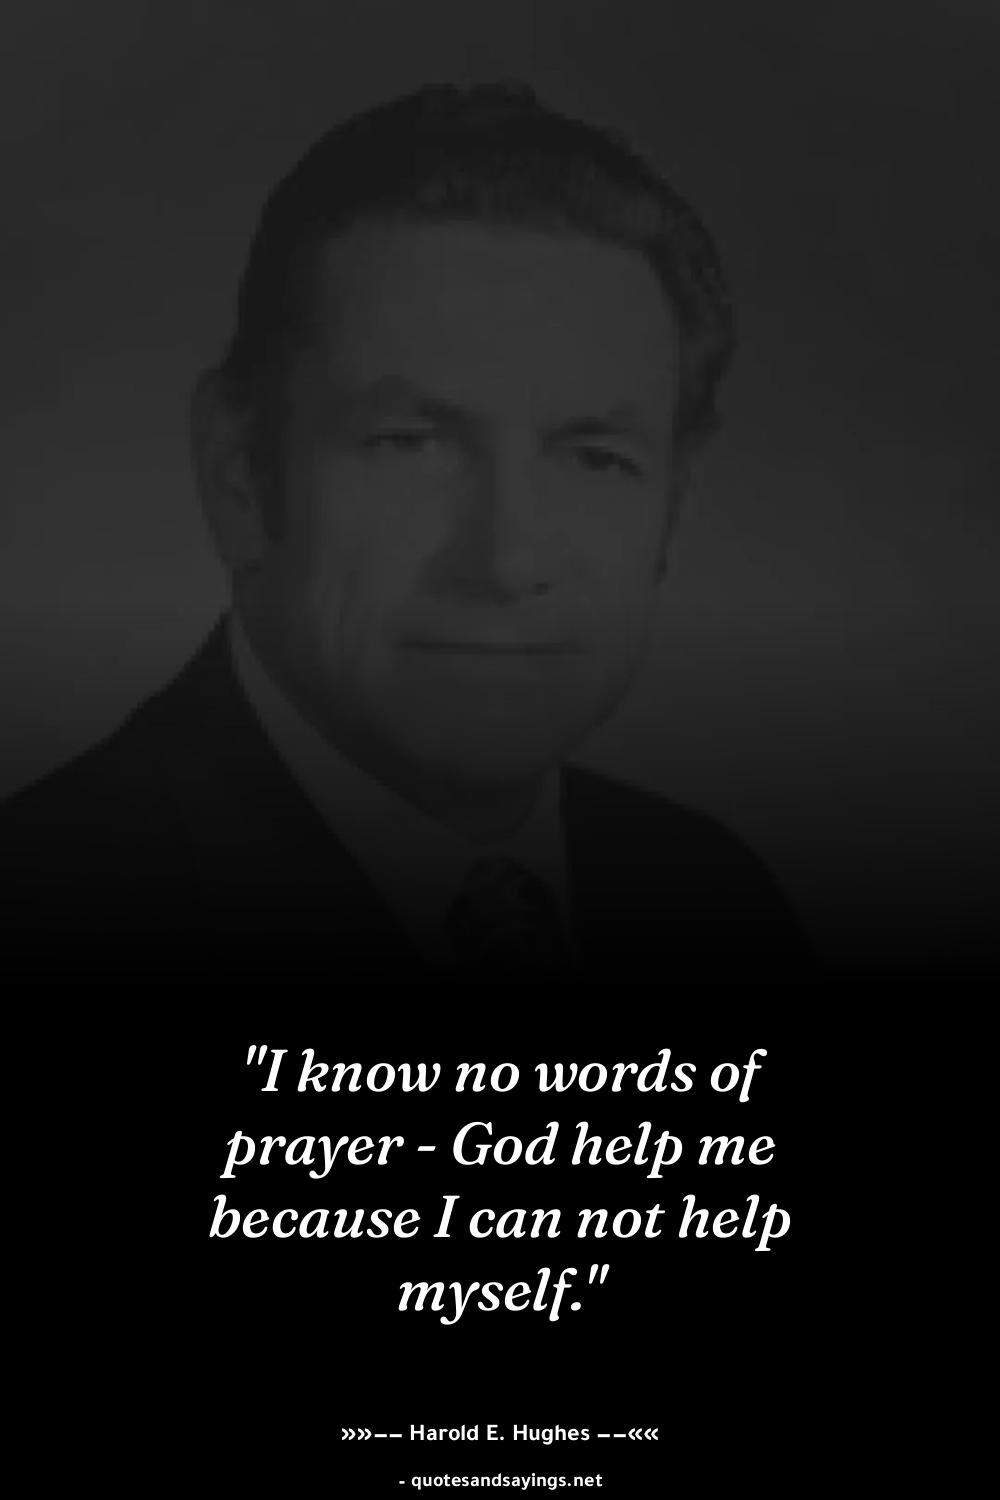 "I know no words of
prayer - God help me
because I can not help
myself."
»»−− Harold E. Hughes −−««
- quotesandsayings.net